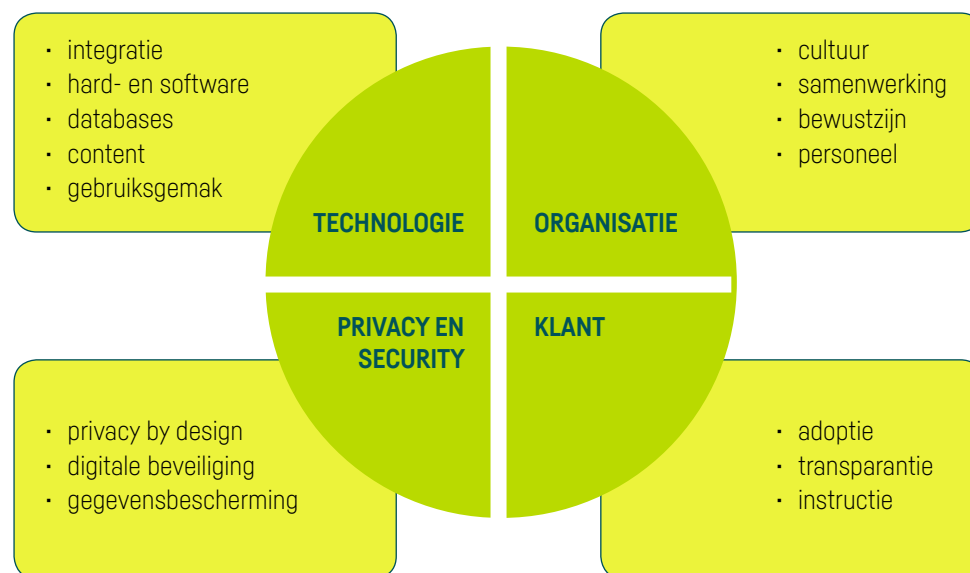 · integratie
· hard- en software
· databases
· content
· gebruiksgemak
TECHNOLOGIE
· cultuur
· samenwerking
· bewustzijn
· personeel
ORGANISATIE
PRIVACY EN
SECURITY
· privacy by design
· digitale beveiliging
· gegevensbescherming
KLANT
· adoptie
· transparantie
· instructie